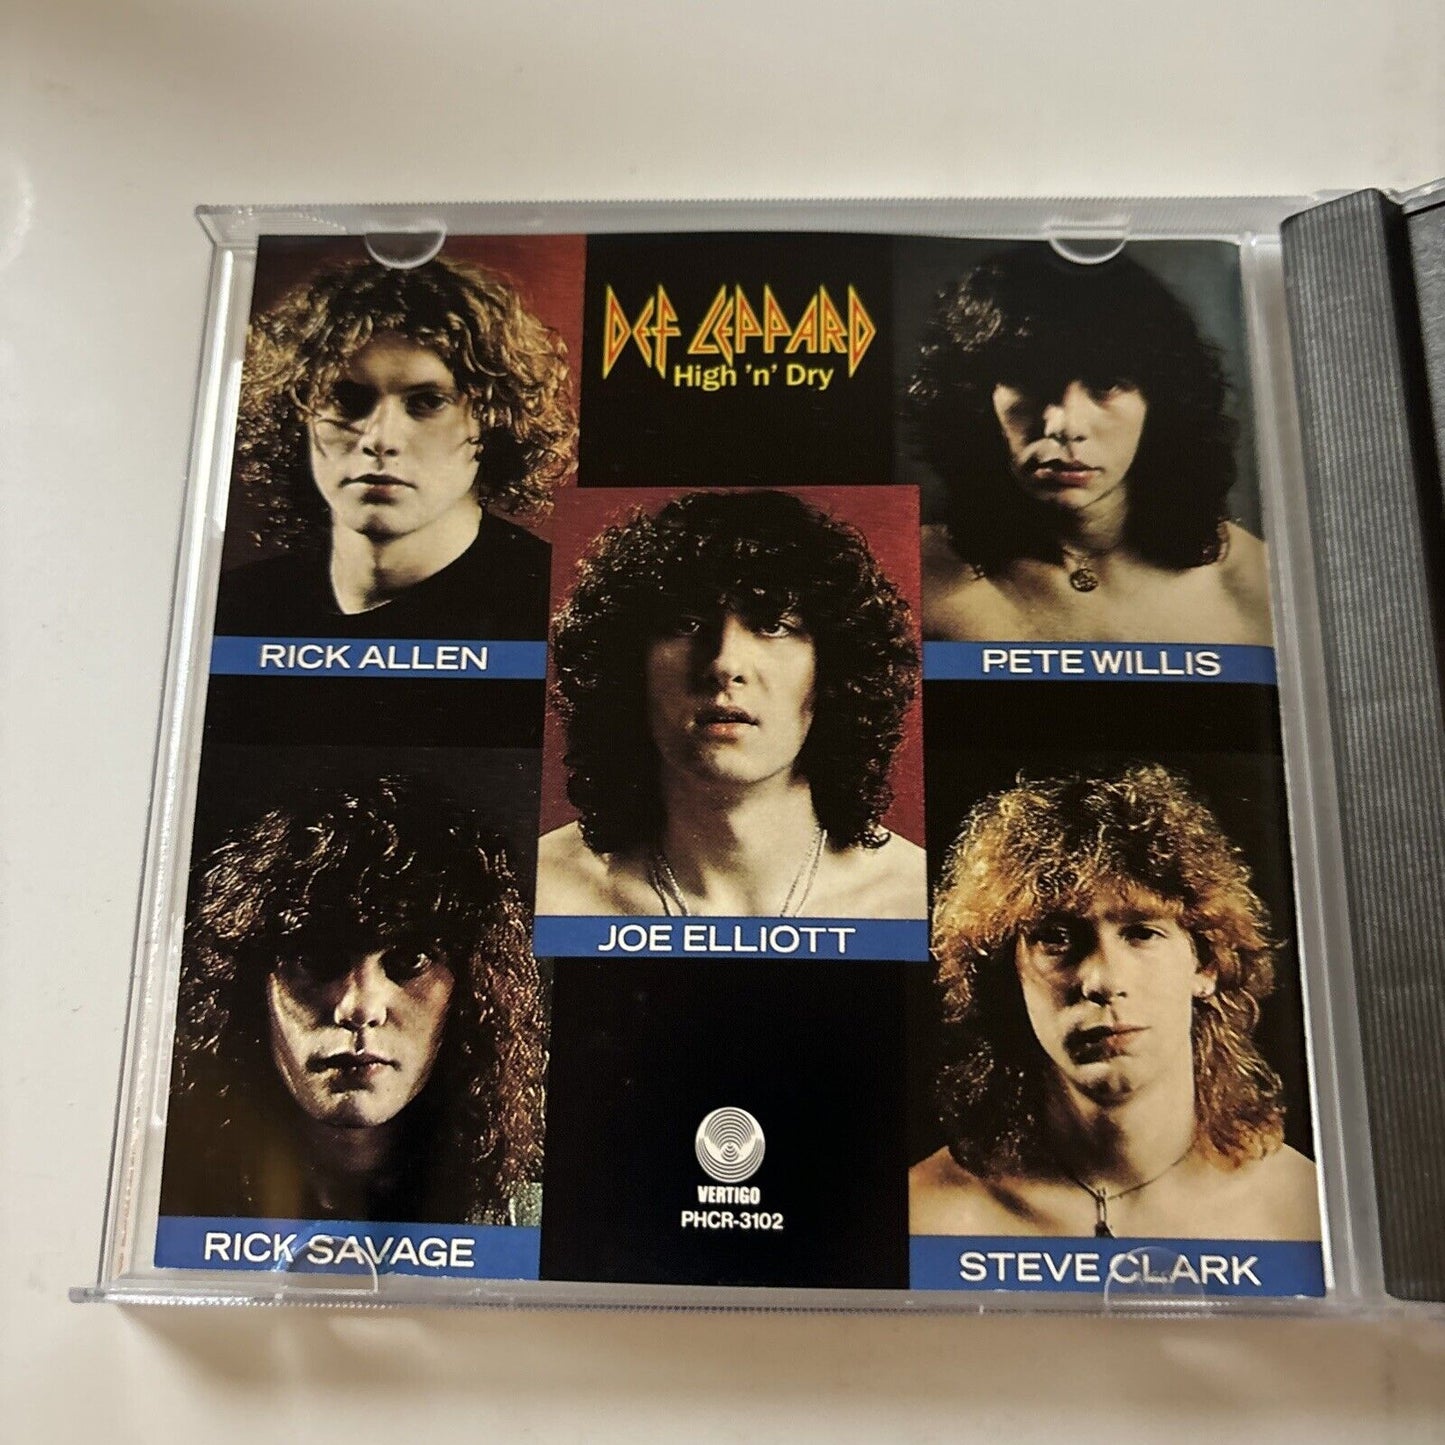 DEF LEPPARD
High 'n' Dry
RICK ALLEN
PETE WILLIS
JOE ELLIOTT
RICK SAVAGE
STEVE CLARK
VERTIGO
PHCR-3102